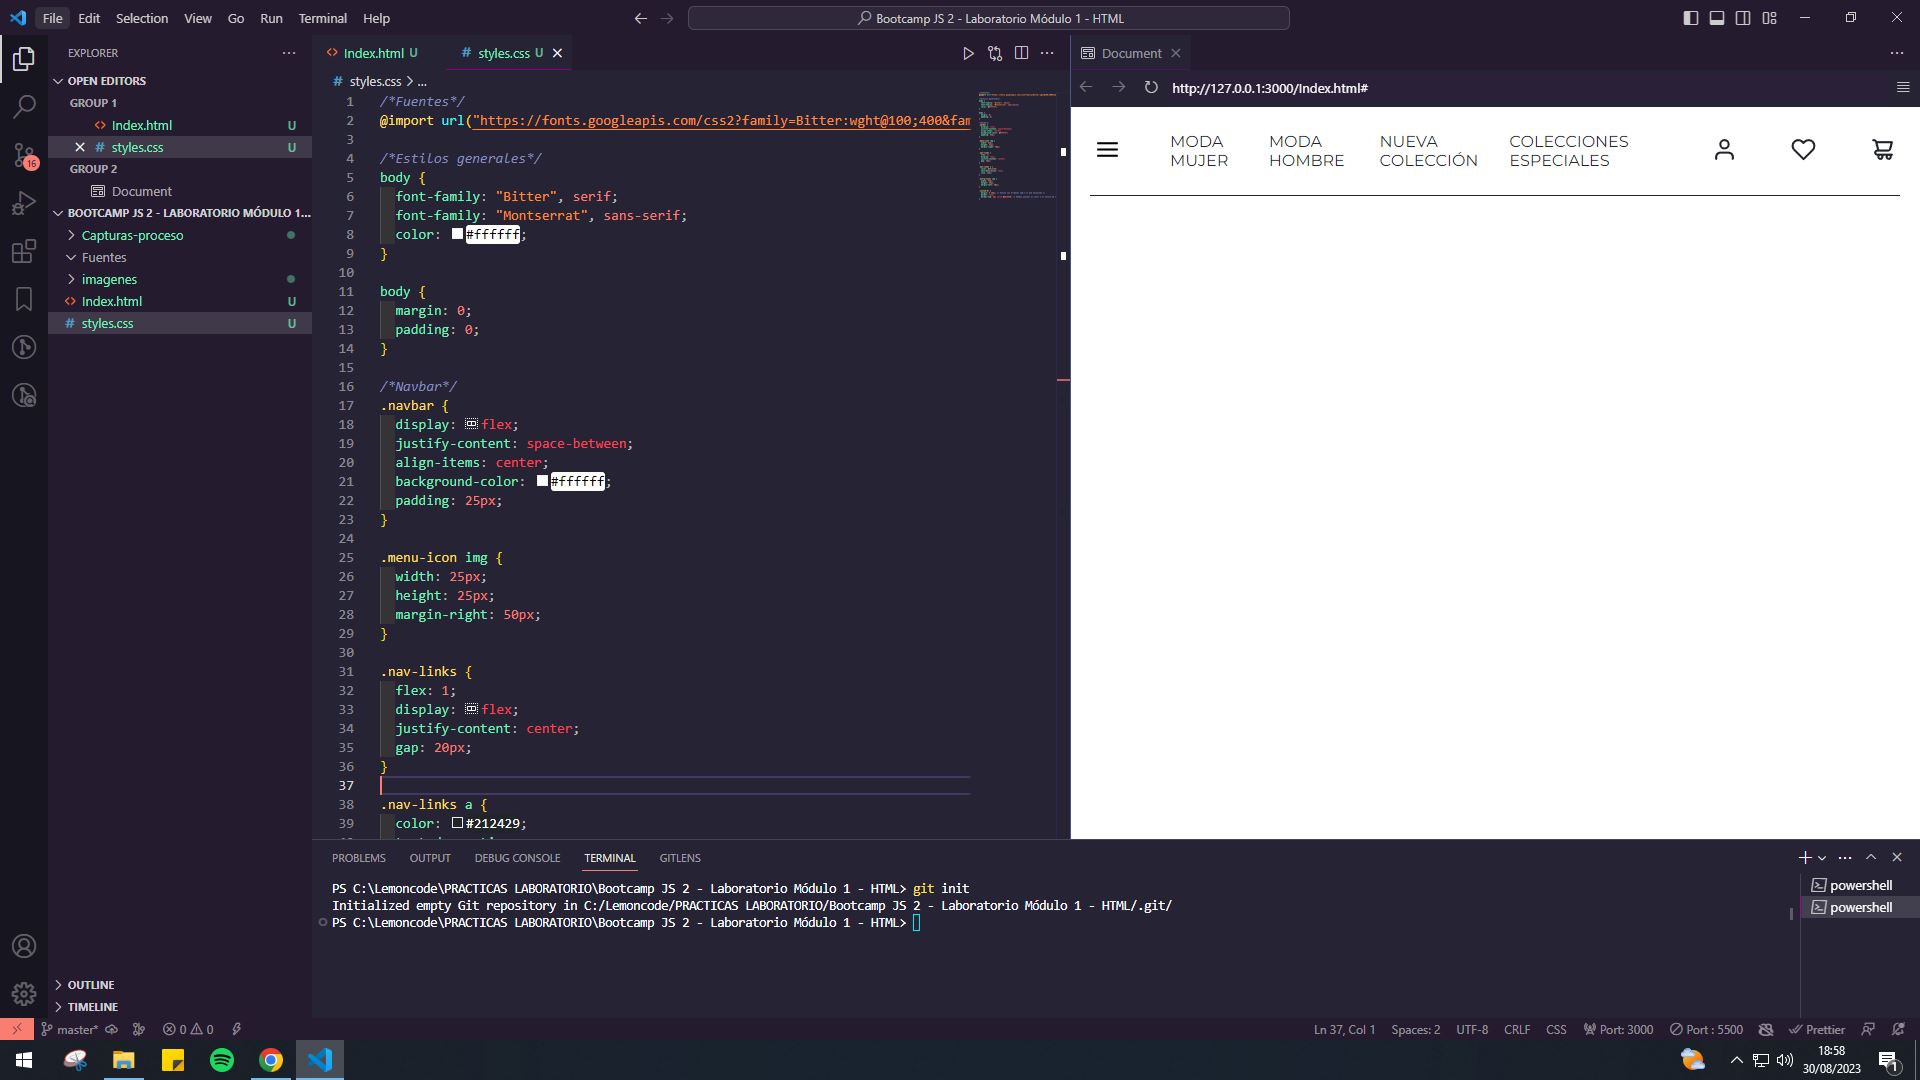 File Edit Selection View Go Run Terminal Help
Bootcamp JS 2 - Laboratorio Módulo 1 - HTML
EXPLORER
OPEN EDITORS
GROUP 1
Index.html U
styles.css U
GROUP 2
Document
BOOTCAMP JS 2 - LABORATORIO MÓDULO 1...
Capturas-proceso
Fuentes
imagenes
Index.html U
styles.css U
OUTLINE
TIMELINE
16
Index.html U
styles.css U
styles.css > ...
1 /*Fuentes*/
2 @import url("https://fonts.googleapis.com/css2?family=Bitter:wght@100;400&fam
3
4 /*Estilos generales*/
5 body {
6 font-family: "Bitter", serif;
7 font-family: "Montserrat", sans-serif;
8 color: #ffffff;
9 }
10
11 body {
12 margin: 0;
13 padding: 0;
14 }
15
16 /*Navbar*/
17 .navbar {
18 display: flex;
19 justify-content: space-between;
20 align-items: center;
21 background-color: #ffffff;
22 padding: 25px;
23 }
24
25 .menu-icon img {
26 width: 25px;
27 height: 25px;
28 margin-right: 50px;
29 }
30
31 .nav-links {
32 flex: 1;
33 display: flex;
34 justify-content: center;
35 gap: 20px;
36 }
37
38 .nav-links a {
39 color: #212429;
Document
http://127.0.0.1:3000/Index.html#
MODA MUJER
MODA HOMBRE
NUEVA COLECCIÓN
COLECCIONES ESPECIALES
PROBLEMS OUTPUT DEBUG CONSOLE TERMINAL GITLENS
PS C:\Lemoncode\PRACTICAS LABORATORIO\Bootcamp JS 2 - Laboratorio Módulo 1 - HTML> git init
Initialized empty Git repository in C:/Lemoncode/PRACTICAS LABORATORIO/Bootcamp JS 2 - Laboratorio Módulo 1 - HTML/.git/
PS C:\Lemoncode\PRACTICAS LABORATORIO\Bootcamp JS 2 - Laboratorio Módulo 1 - HTML>
powershell
powershell
master* 0 0 Ln 37, Col 1 Spaces: 2 UTF-8 CRLF CSS Port: 3000 Port : 5500 Prettier
18:58
30/08/2023
1